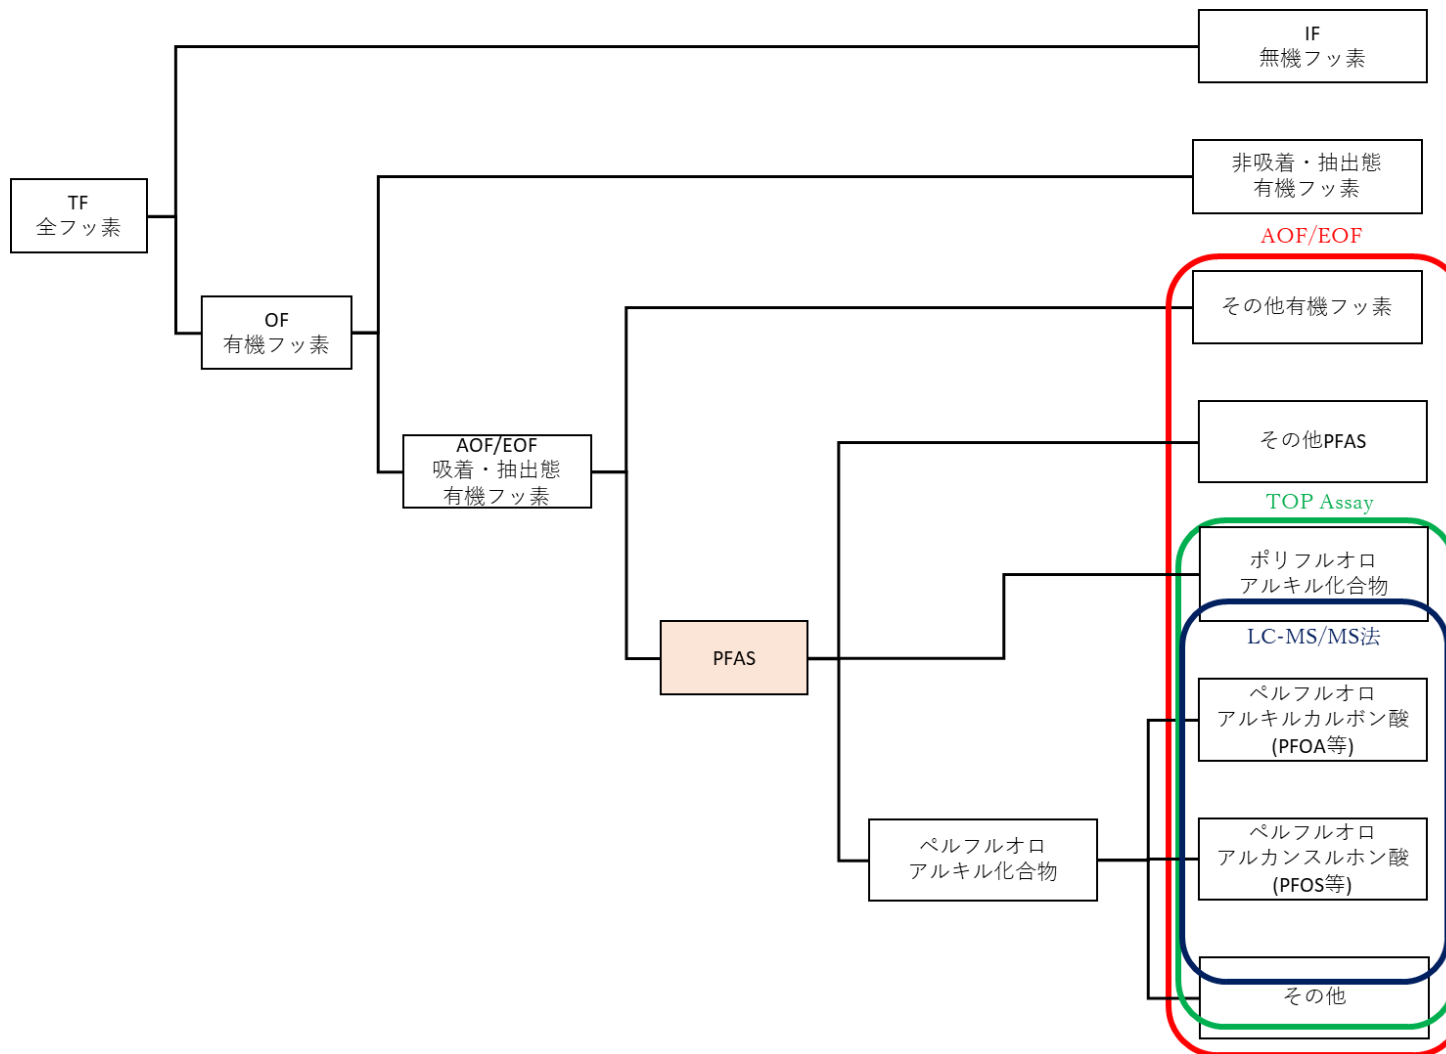 IF
無機フッ素
非吸着・抽出態
有機フッ素
TF
全フッ素
AOF/EOF
その他有機フッ素
OF
有機フッ素
その他PFAS
AOF/EOF
吸着・抽出態
有機フッ素
TOP Assay
ポリフルオロ
アルキル化合物
LC-MS/MS法
PFAS
ペルフルオロ
アルキルカルボン酸
(PFOA等)
ペルフルオロ
アルキル化合物
ペルフルオロ
アルカンスルホン酸
(PFOS等)
その他